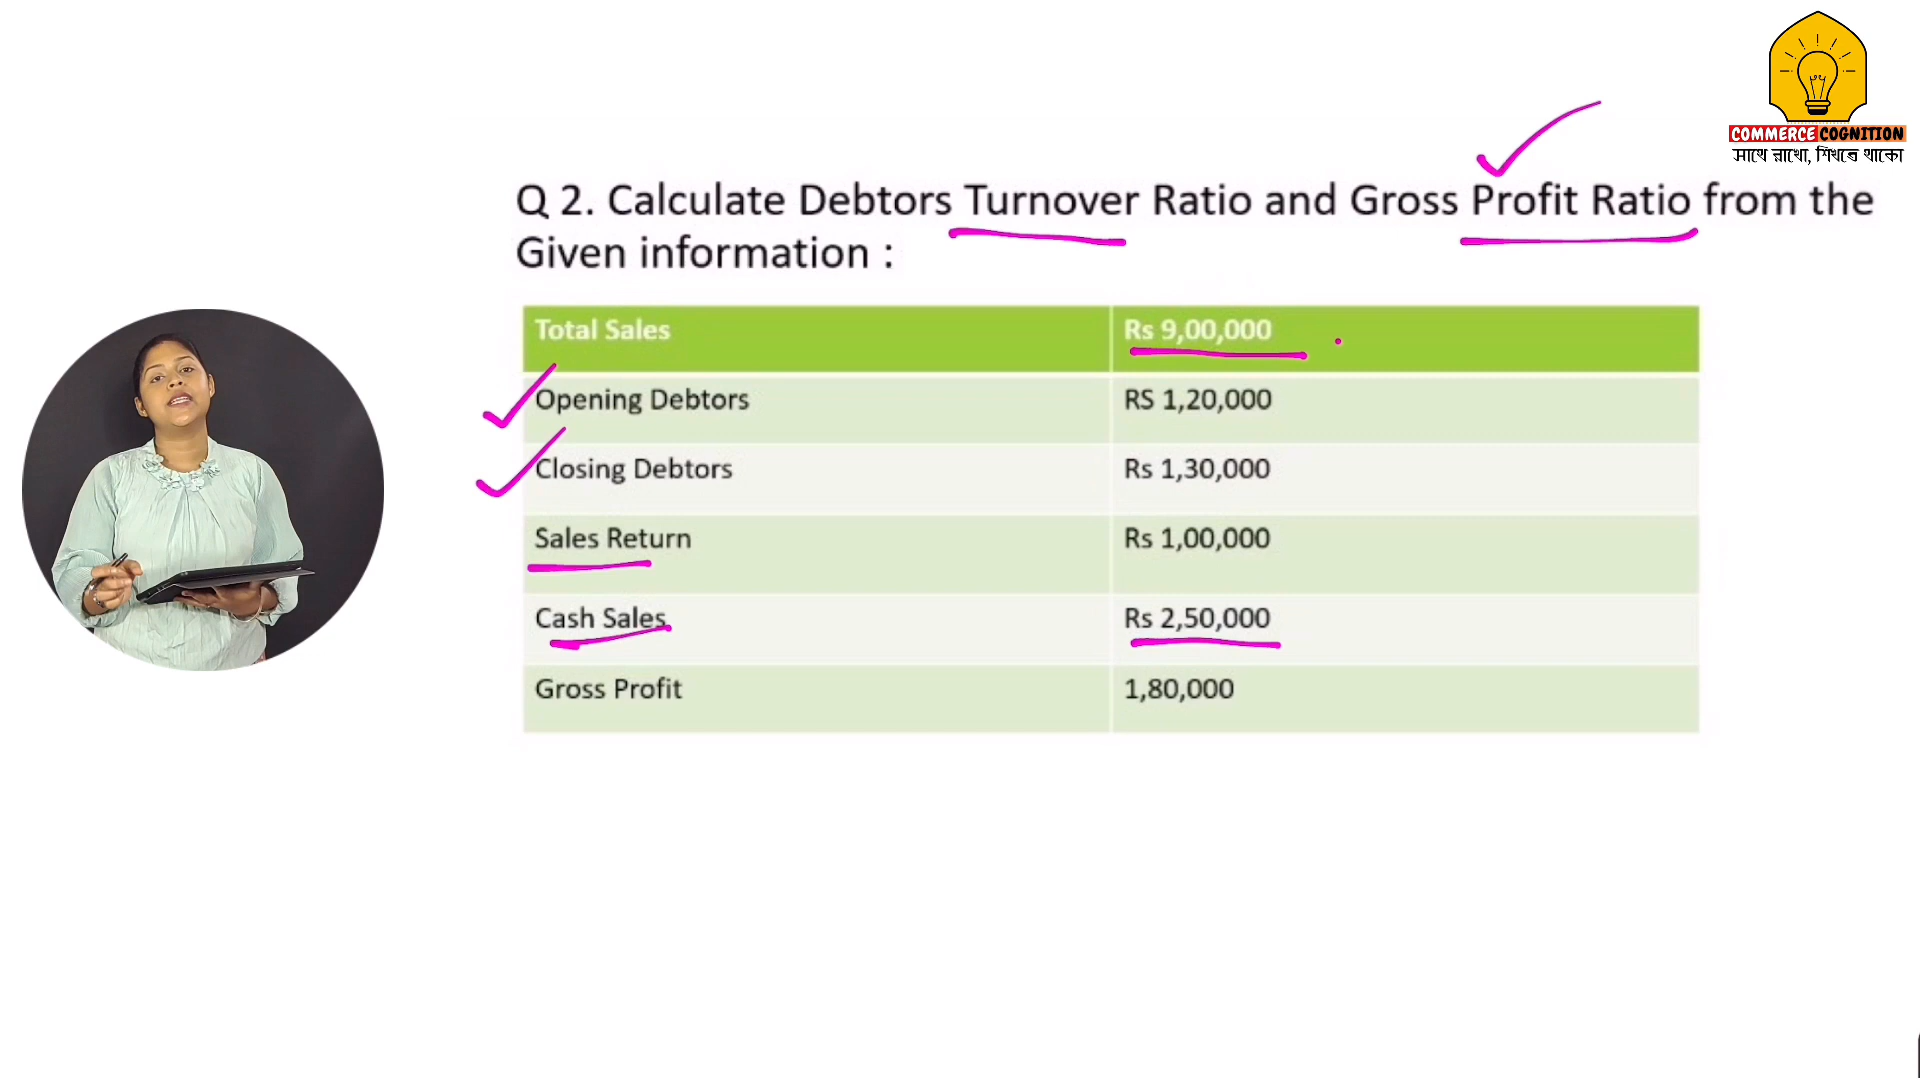 COMMERCE COGNITION
সাথে রাখো, শিখতে থাকো
Q 2. Calculate Debtors Turnover Ratio and Gross Profit Ratio from the
Given information :
Total Sales Rs 9,00,000
Opening Debtors RS 1,20,000
Closing Debtors Rs 1,30,000
Sales Return Rs 1,00,000
Cash Sales Rs 2,50,000
Gross Profit 1,80,000